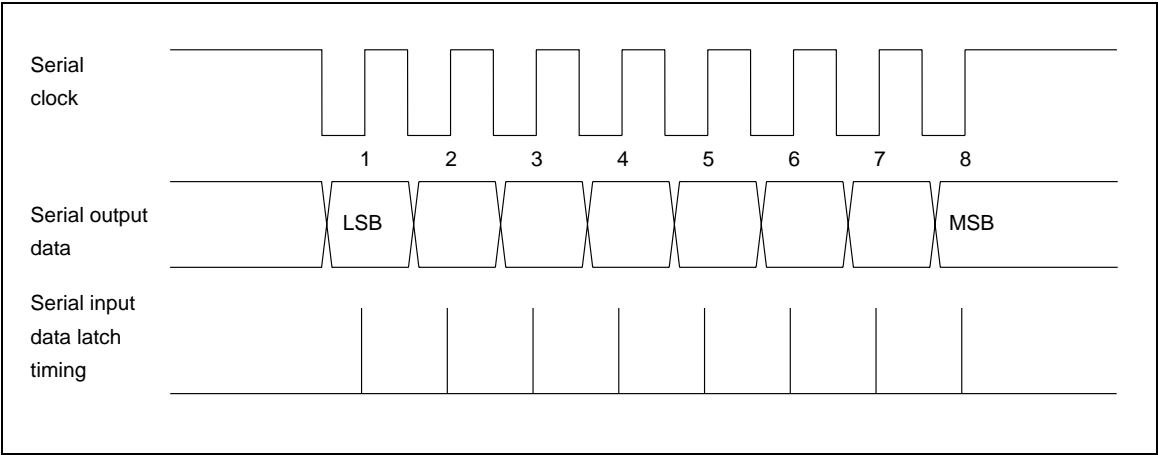 Serial
clock
1 2 3 4 5 6 7 8
Serial output
data
LSB MSB
Serial input
data latch
timing